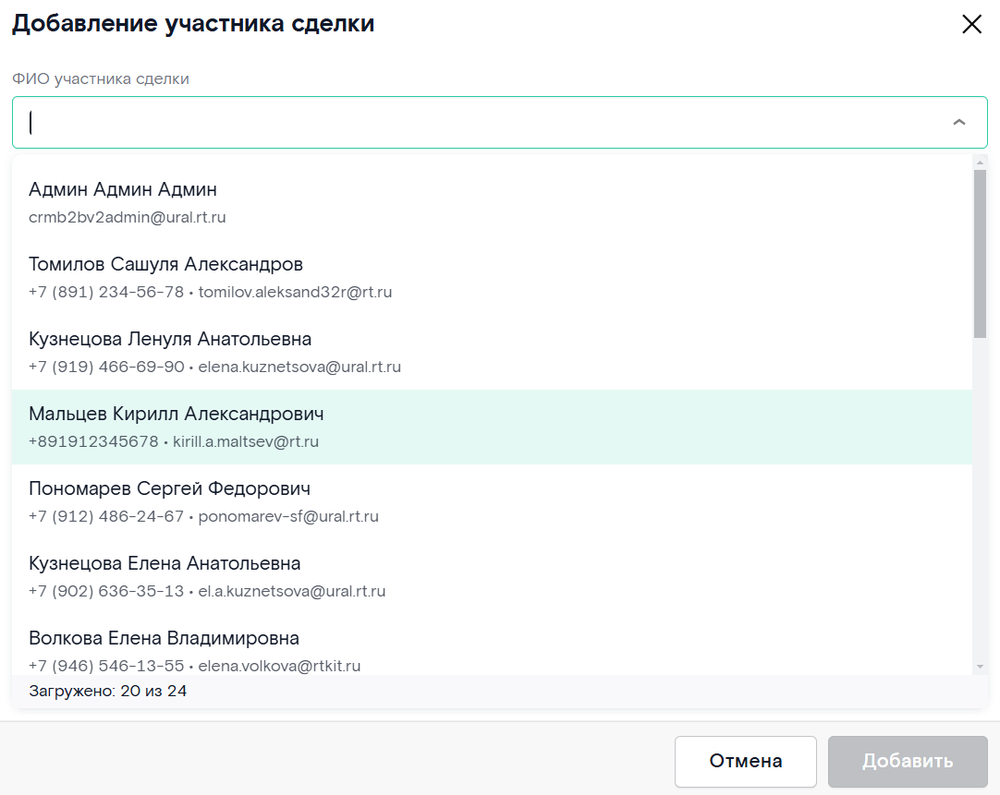 Добавление участника сделки
ФИО участника сделки
Админ Админ Админ
crmb2bv2admin@ural.rt.ru
Томилов Сашуля Александров
+7 (891) 234-56-78 • tomilov.aleksand32r@rt.ru
Кузнецова Ленуля Анатольевна
+7 (919) 466-69-90 • elena.kuznetsova@ural.rt.ru
Мальцев Кирилл Александрович
+891912345678 • kirill.a.maltsev@rt.ru
Пономарев Сергей Федорович
+7 (912) 486-24-67 • ponomarev-sf@ural.rt.ru
Кузнецова Елена Анатольевна
+7 (902) 636-35-13 • el.a.kuznetsova@ural.rt.ru
Волкова Елена Владимировна
+7 (946) 546-13-55 • elena.volkova@rtkit.ru
Загружено: 20 из 24
Отмена
Добавить